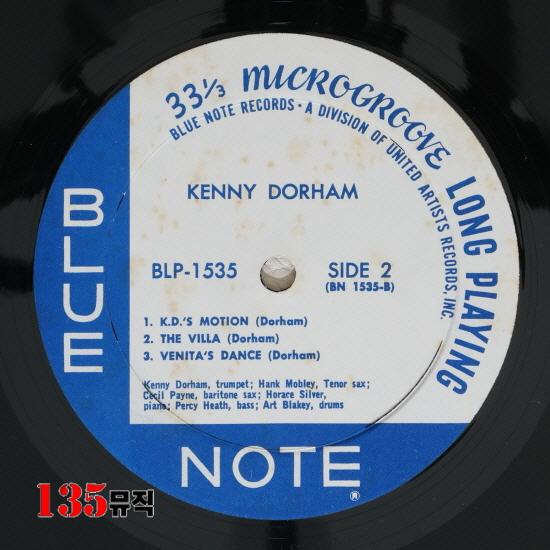 33⅓ MICROGROOVE LONG PLAYING
BLUE NOTE RECORDS • A DIVISION OF UNITED ARTISTS RECORDS, INC.
KENNY DORHAM
BLP-1535
SIDE 2
(BN 1535-B)
1. K.D.'S MOTION (Dorham)
2. THE VILLA (Dorham)
3. VENITA'S DANCE (Dorham)
Kenny Dorham, trumpet; Hank Mobley, Tenor sax;
Cecil Payne, baritone sax; Horace Silver,
piano; Percy Heath, bass; Art Blakey, drums
BLUE
NOTE
®
135뮤직